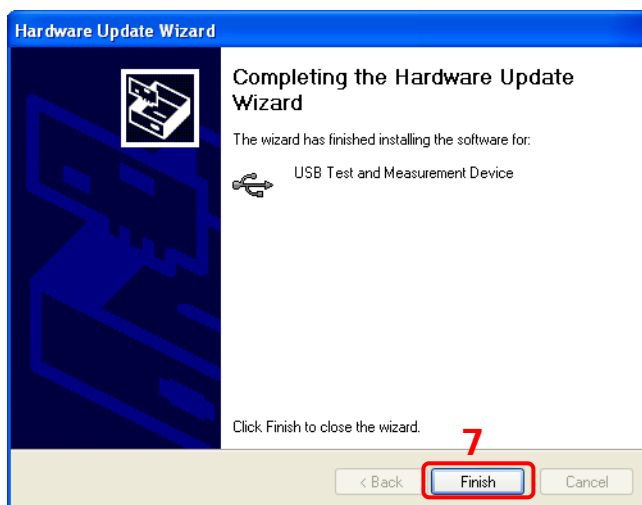 Hardware Update Wizard
Completing the Hardware Update
Wizard
The wizard has finished installing the software for:
USB Test and Measurement Device
Click Finish to close the wizard.
7
< Back
Finish
Cancel